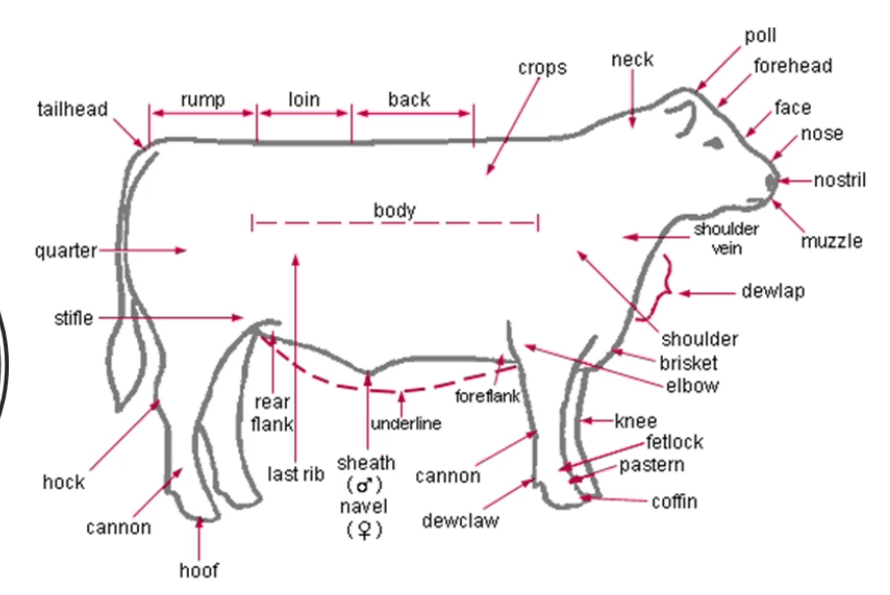 poll
neck
forehead
crops
rump
loin
back
tailhead
face
nose
nostril
body
shoulder
vein
muzzle
quarter
dewlap
stifle
shoulder
brisket
elbow
rear
flank
foreflank
underline
knee
fetlock
pastern
last rib
sheath
(♂)
navel
(♀)
cannon
hock
coffin
dewclaw
cannon
hoof